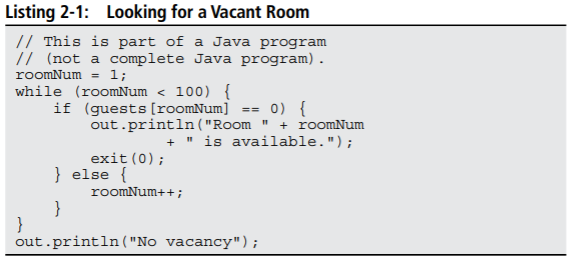 Listing 2-1: Looking for a Vacant Room
// This is part of a Java program
// (not a complete Java program).
roomNum = 1;
while (roomNum < 100) {
    if (guests[roomNum] == 0) {
        out.println("Room " + roomNum
                + " is available.");
        exit(0);
    } else {
        roomNum++;
    }
}
out.println("No vacancy");